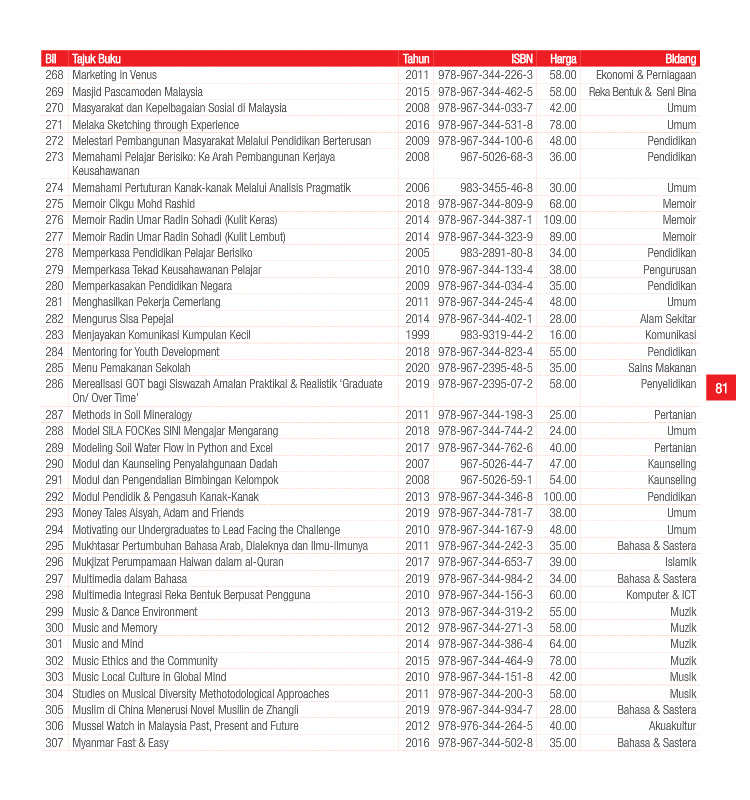 Bil Tajuk Buku Tahun ISBN Harga Bidang
268 Marketing in Venus 2011 978-967-344-226-3 58.00 Ekonomi & Perniagaan
269 Masjid Pascamoden Malaysia 2015 978-967-344-462-5 58.00 Reka Bentuk & Seni Bina
270 Masyarakat dan Kepelbagaian Sosial di Malaysia 2008 978-967-344-033-7 42.00 Umum
271 Melaka Sketching through Experience 2016 978-967-344-531-8 78.00 Umum
272 Melestari Pembangunan Masyarakat Melalui Pendidikan Berterusan 2009 978-967-344-100-6 48.00 Pendidikan
273 Memahami Pelajar Berisiko: Ke Arah Pembangunan Kerjaya 2008 967-5026-68-3 36.00 Pendidikan
Keusahawanan
274 Memahami Pertuturan Kanak-kanak Melalui Analisis Pragmatik 2006 983-3455-46-8 30.00 Umum
275 Memoir Cikgu Mohd Rashid 2018 978-967-344-809-9 68.00 Memoir
276 Memoir Radin Umar Radin Sohadi (Kulit Keras) 2014 978-967-344-387-1 109.00 Memoir
277 Memoir Radin Umar Radin Sohadi (Kulit Lembut) 2014 978-967-344-323-9 89.00 Memoir
278 Memperkasa Pendidikan Pelajar Berisiko 2005 983-2891-80-8 34.00 Pendidikan
279 Memperkasa Tekad Keusahawanan Pelajar 2010 978-967-344-133-4 38.00 Pengurusan
280 Memperkasakan Pendidikan Negara 2009 978-967-344-034-4 35.00 Pendidikan
281 Menghasilkan Pekerja Cemerlang 2011 978-967-344-245-4 48.00 Umum
282 Mengurus Sisa Pepejal 2014 978-967-344-402-1 28.00 Alam Sekitar
283 Menjayakan Komunikasi Kumpulan Kecil 1999 983-9319-44-2 16.00 Komunikasi
284 Mentoring for Youth Development 2018 978-967-344-823-4 55.00 Pendidikan
285 Menu Pemakanan Sekolah 2020 978-967-2395-48-5 35.00 Sains Makanan
286 Merealisasi GOT bagi Siswazah Amalan Praktikal & Realistik ‘Graduate 2019 978-967-2395-07-2 58.00 Penyelidikan
On/ Over Time’
81
287 Methods in Soil Mineralogy 2011 978-967-344-198-3 25.00 Pertanian
288 Model SILA FOCKes SINI Mengajar Mengarang 2018 978-967-344-744-2 24.00 Umum
289 Modeling Soil Water Flow in Python and Excel 2017 978-967-344-762-6 40.00 Pertanian
290 Modul dan Kaunseling Penyalahgunaan Dadah 2007 967-5026-44-7 47.00 Kaunseling
291 Modul dan Pengendalian Bimbingan Kelompok 2008 967-5026-59-1 54.00 Kaunseling
292 Modul Pendidik & Pengasuh Kanak-Kanak 2013 978-967-344-346-8 100.00 Pendidikan
293 Money Tales Aisyah, Adam and Friends 2019 978-967-344-781-7 38.00 Umum
294 Motivating our Undergraduates to Lead Facing the Challenge 2010 978-967-344-167-9 48.00 Umum
295 Mukhtasar Pertumbuhan Bahasa Arab, Dialeknya dan Ilmu-ilmunya 2011 978-967-344-242-3 35.00 Bahasa & Sastera
296 Mukjizat Perumpamaan Haiwan dalam al-Quran 2017 978-967-344-653-7 39.00 Islamik
297 Multimedia dalam Bahasa 2019 978-967-344-984-2 34.00 Bahasa & Sastera
298 Multimedia Integrasi Reka Bentuk Berpusat Pengguna 2010 978-967-344-156-3 60.00 Komputer & ICT
299 Music & Dance Environment 2013 978-967-344-319-2 55.00 Muzik
300 Music and Memory 2012 978-967-344-271-3 58.00 Muzik
301 Music and Mind 2014 978-967-344-386-4 64.00 Muzik
302 Music Ethics and the Community 2015 978-967-344-464-9 78.00 Muzik
303 Music Local Culture in Global Mind 2010 978-967-344-151-8 42.00 Musik
304 Studies on Musical Diversity Methotodological Approaches 2011 978-967-344-200-3 58.00 Musik
305 Muslim di China Menerusi Novel Musilin de Zhangli 2019 978-967-344-934-7 28.00 Bahasa & Sastera
306 Mussel Watch in Malaysia Past, Present and Future 2012 978-976-344-264-5 40.00 Akuakultur
307 Myanmar Fast & Easy 2016 978-967-344-502-8 35.00 Bahasa & Sastera